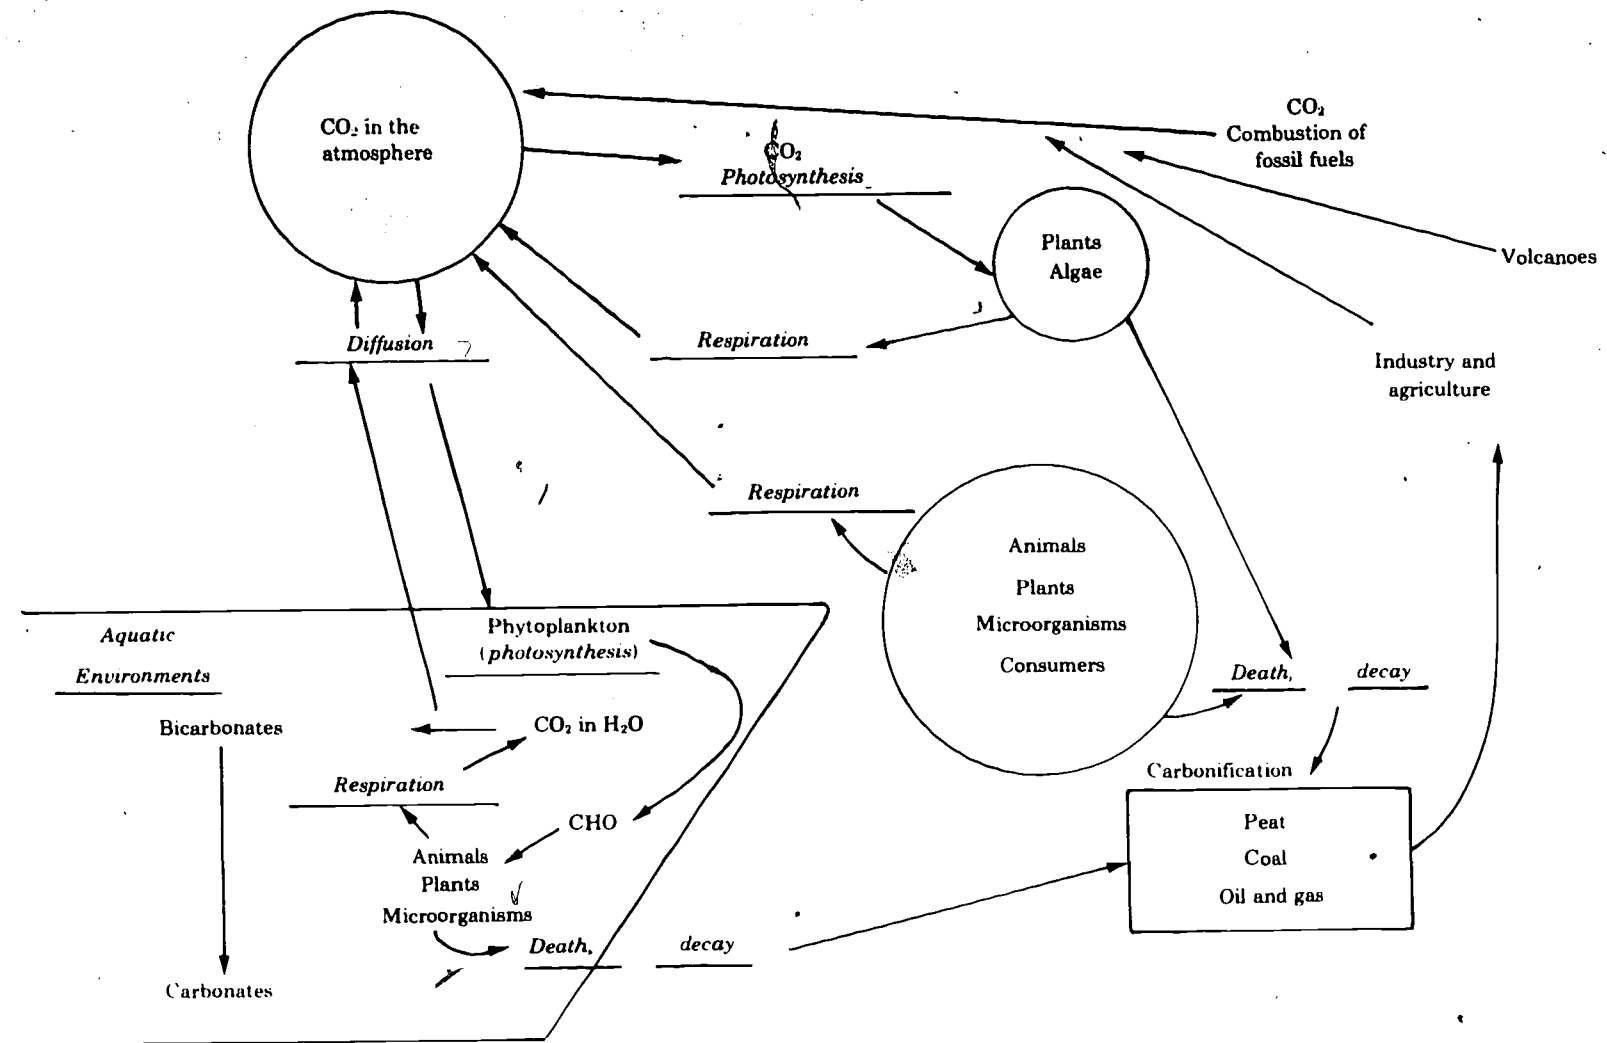 CO₂ in the
atmosphere
CO₂
Combustion of
fossil fuels
CO₂
Photosynthesis
Plants
Algae
Volcanoes
Diffusion
Respiration
Industry and
agriculture
Respiration
Animals
Plants
Microorganisms
Consumers
Death, decay
Aquatic
Environments
Phytoplankton
(photosynthesis)
Bicarbonates
CO₂ in H₂O
Respiration
CHO
Animals
Plants
Microorganisms
Death, decay
Carbonates
Carbonification
Peat
Coal
Oil and gas